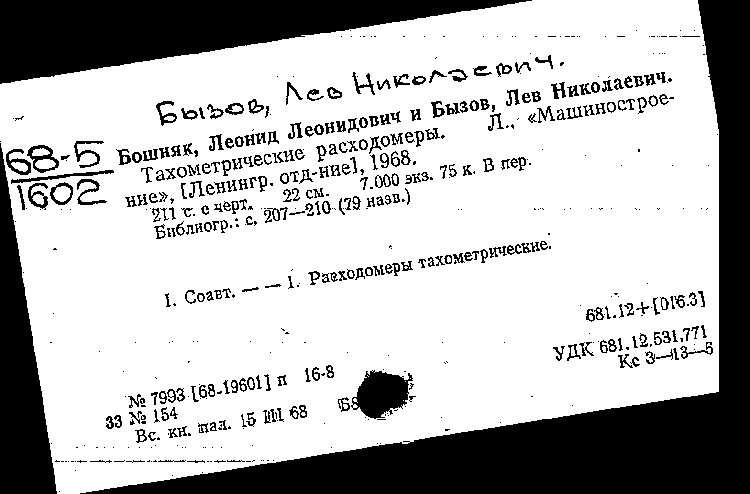 Бызов, Лев Николаевич.
68-5
1602
Бошняк, Леонид Леонидович и Бызов, Лев Николаевич.
Тахометрические расходомеры. Л., «Машинострое-
ние», [Ленингр. отд-ние], 1968.
211 с. с черт. 22 см. 7.000 экз. 75 к. В пер.
Библиогр.: с. 207—210 (79 назв.)
I. Соавт. — — 1. Расходомеры тахометрические.
681.12+[016.3]
УДК 681.12.531.771
Кс 3—13—5
№ 7993 [68-19601] п 16-8
33 № 154
Вс. кн. пал. 15 III 68 Б8